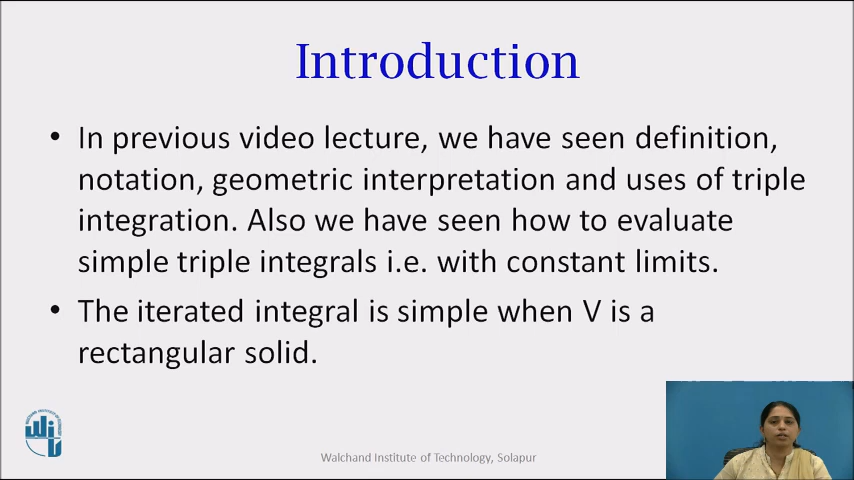 Introduction
• In previous video lecture, we have seen definition,
notation, geometric interpretation and uses of triple
integration. Also we have seen how to evaluate
simple triple integrals i.e. with constant limits.
• The iterated integral is simple when V is a
rectangular solid.
Walchand Institute of Technology, Solapur